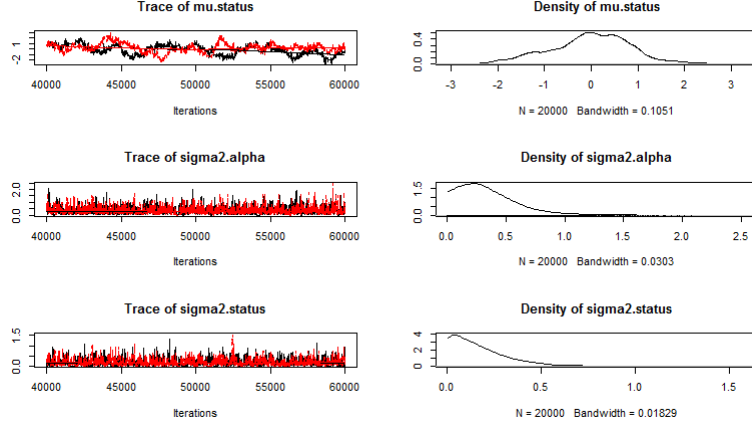 Trace of mu.status
-2 1
40000 45000 50000 55000 60000
Iterations
Density of mu.status
0.0 0.4
-3 -2 -1 0 1 2 3
N = 20000 Bandwidth = 0.1051
Trace of sigma2.alpha
0.0 2.0
40000 45000 50000 55000 60000
Iterations
Density of sigma2.alpha
0.0 1.5
0.0 0.5 1.0 1.5 2.0 2.5
N = 20000 Bandwidth = 0.0303
Trace of sigma2.status
0.0 1.5
40000 45000 50000 55000 60000
Iterations
Density of sigma2.status
0 2 4
0.0 0.5 1.0 1.5
N = 20000 Bandwidth = 0.01829